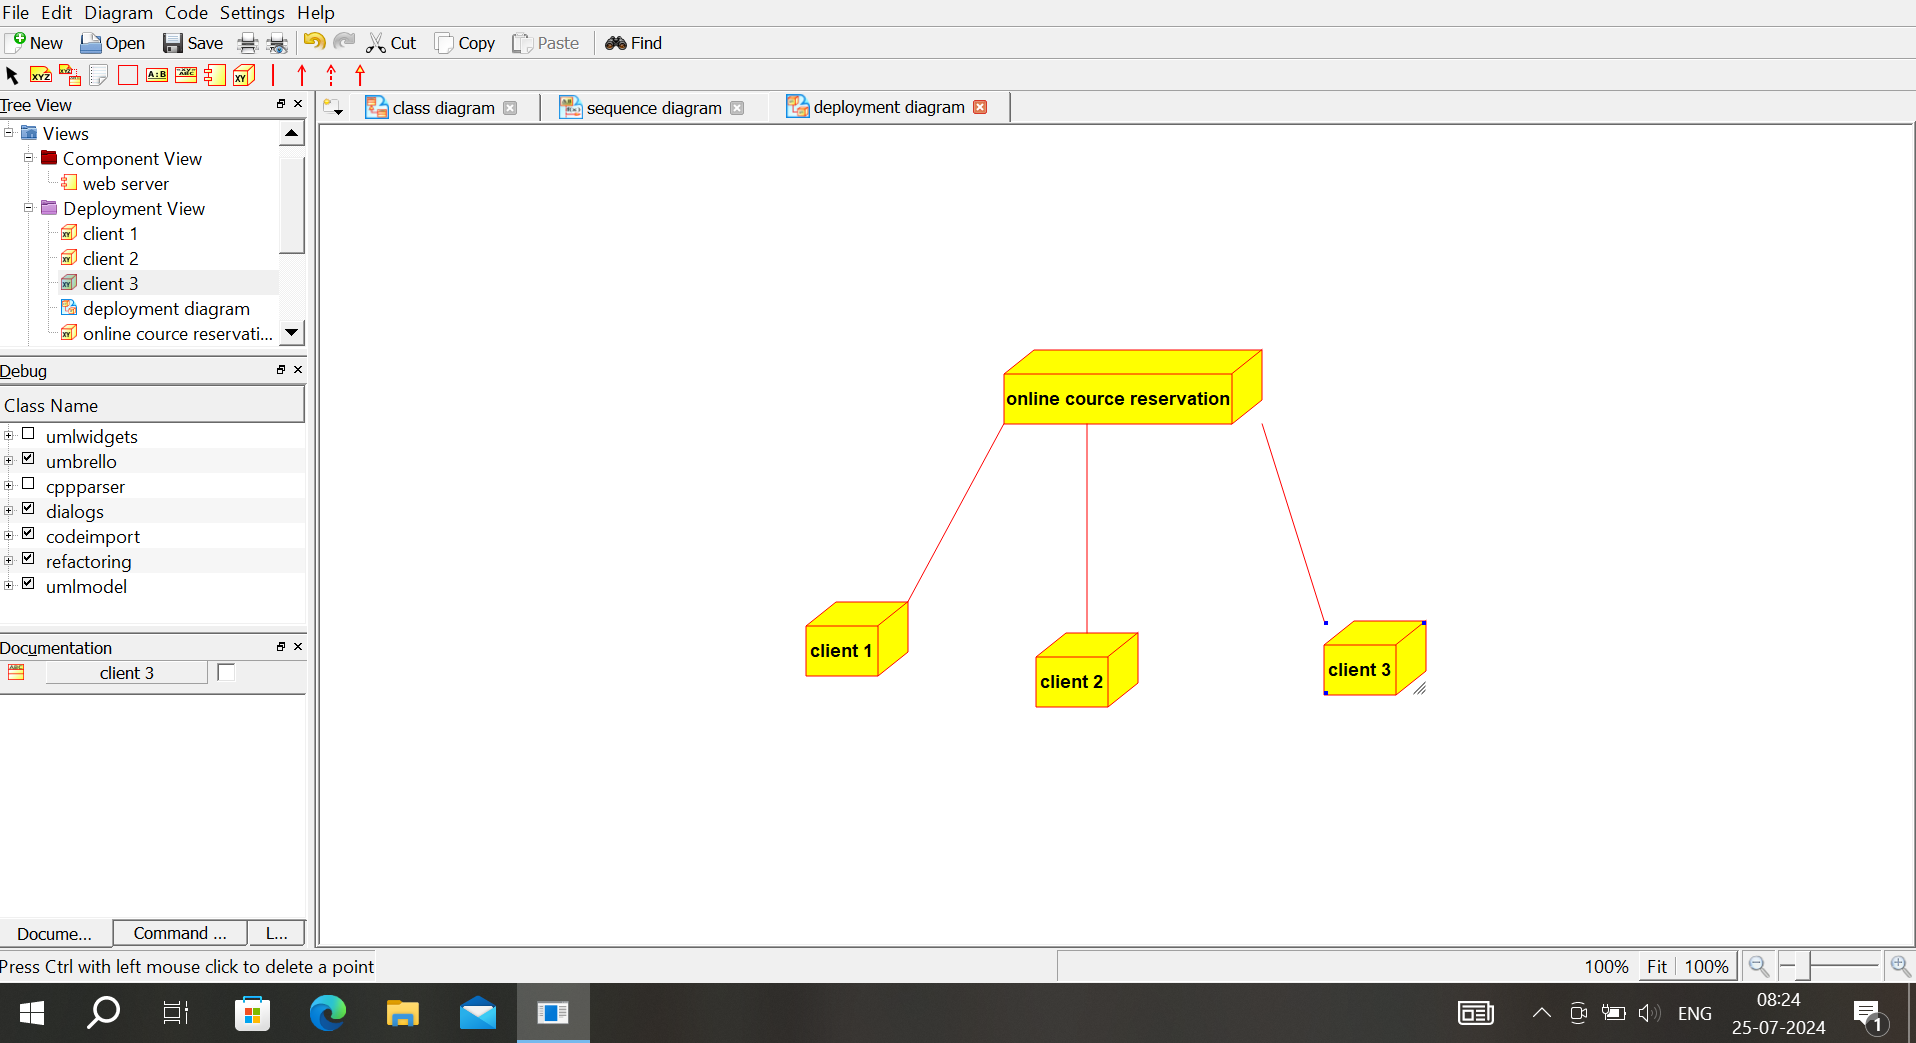 File Edit Diagram Code Settings Help
New Open Save Cut Copy Paste Find
XYZ XYZ A:B ABC XY
Tree View
class diagram sequence diagram deployment diagram
Views
Component View
web server
Deployment View
client 1
client 2
client 3
deployment diagram
online cource reservati...
Debug
Class Name
umlwidgets
umbrello
cppparser
dialogs
codeimport
refactoring
umlmodel
Documentation
client 3
Docume... Command ... L...
online cource reservation
client 1
client 2
client 3
Press Ctrl with left mouse click to delete a point
100% Fit 100%
ENG
08:24
25-07-2024
1